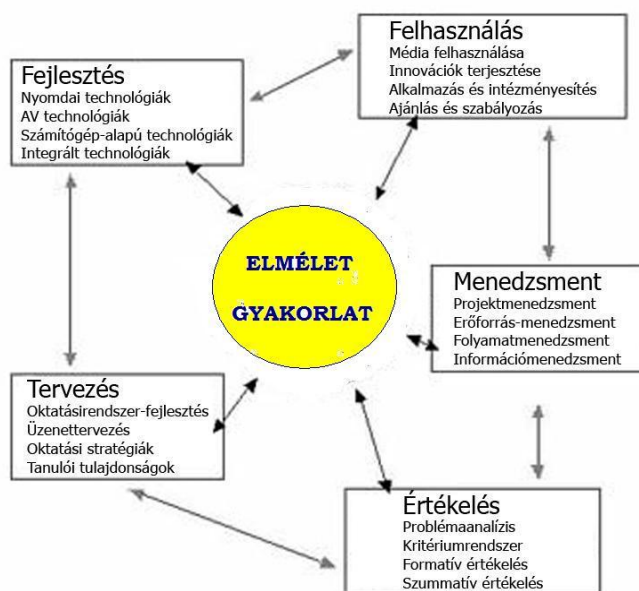 Felhasználás
Média felhasználása
Innovációk terjesztése
Alkalmazás és intézményesítés
Ajánlás és szabályozás
Fejlesztés
Nyomdai technológiák
AV technológiák
Számítógép-alapú technológiák
Integrált technológiák
ELMÉLET
GYAKORLAT
Menedzsment
Projektmenedzsment
Erőforrás-menedzsment
Folyamatmenedzsment
Információmenedzsment
Tervezés
Oktatásirendszer-fejlesztés
Üzenettervezés
Oktatási stratégiák
Tanulói tulajdonságok
Értékelés
Problémaanalízis
Kritériumrendszer
Formatív értékelés
Szummatív értékelés